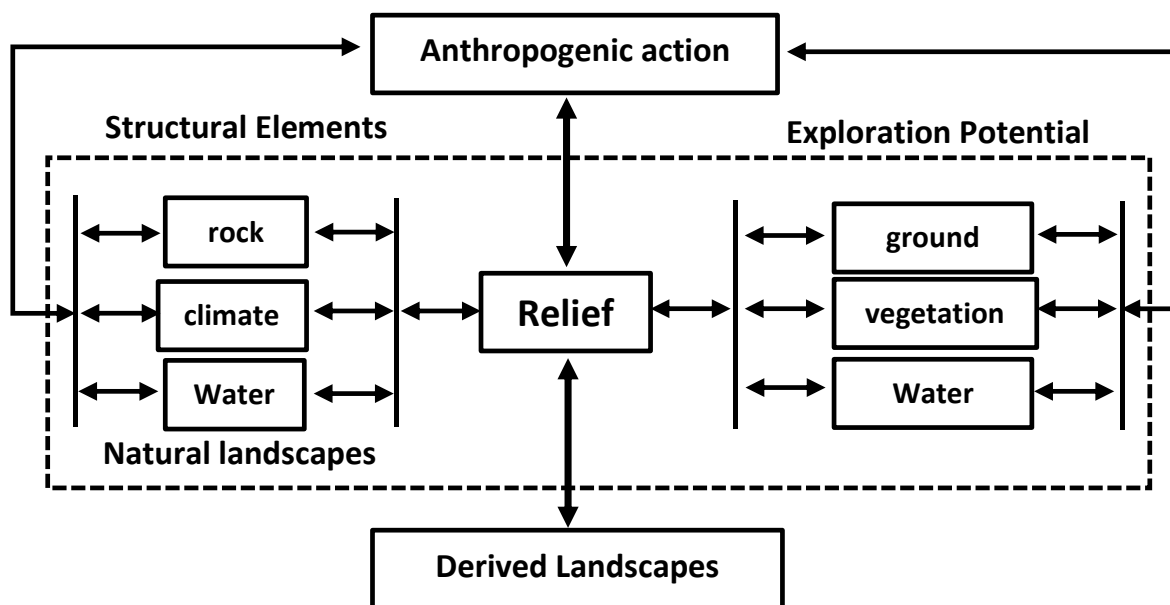 Anthropogenic action
Structural Elements
Exploration Potential
rock
ground
climate
Relief
vegetation
Water
Water
Natural landscapes
Derived Landscapes